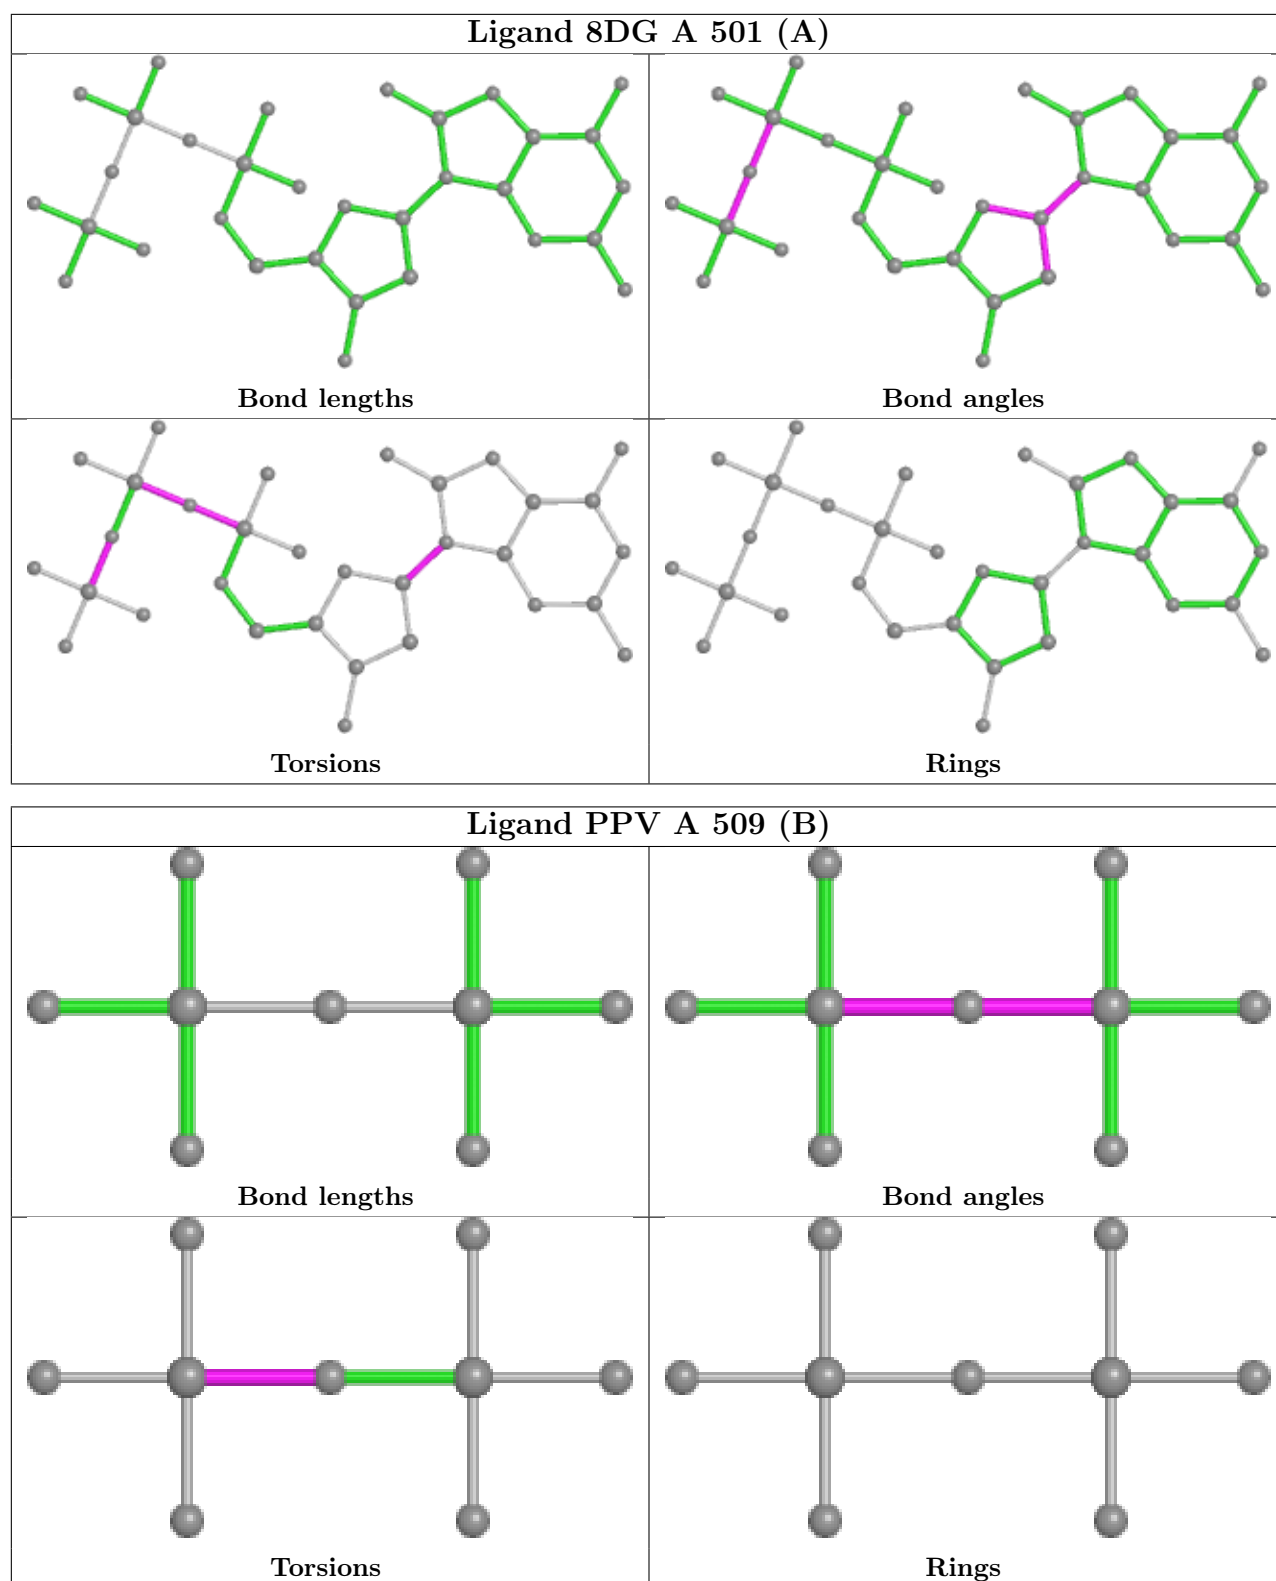 Ligand 8DG A 501 (A)
Bond lengths
Bond angles
Torsions
Rings
Ligand PPV A 509 (B)
Bond lengths
Bond angles
Torsions
Rings